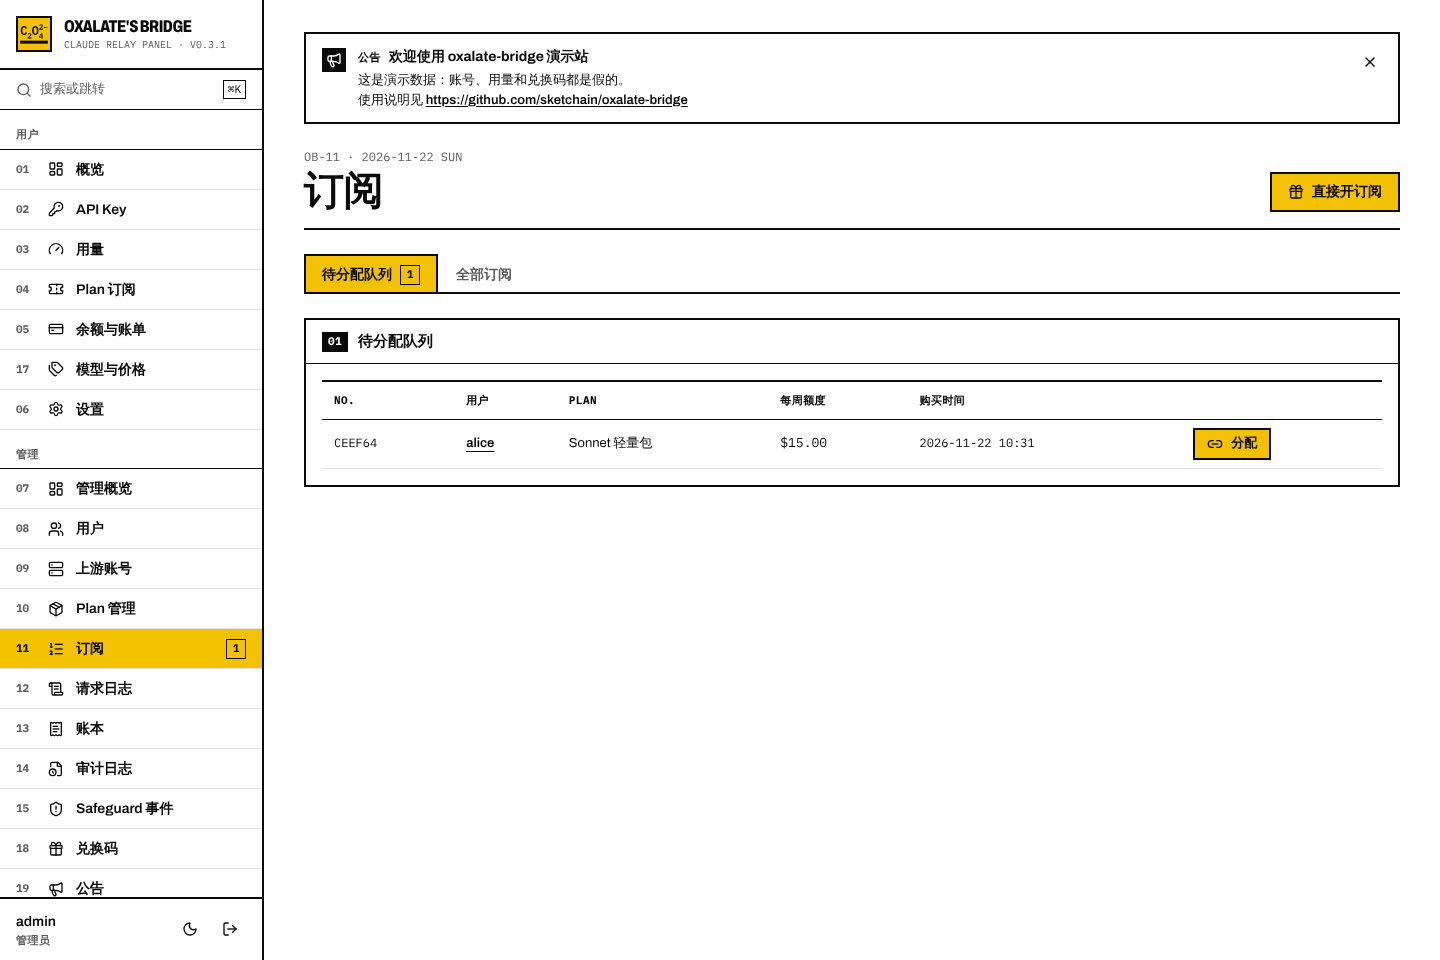 C₂O₄²⁻
OXALATE'S BRIDGE
CLAUDE RELAY PANEL · V0.3.1
搜索或跳转 ⌘K
用户
01 概览
02 API Key
03 用量
04 Plan 订阅
05 余额与账单
17 模型与价格
06 设置
管理
07 管理概览
08 用户
09 上游账号
10 Plan 管理
11 订阅 1
12 请求日志
13 账本
14 审计日志
15 Safeguard 事件
18 兑换码
19 公告
admin
管理员
公告 欢迎使用 oxalate-bridge 演示站
这是演示数据：账号、用量和兑换码都是假的。
使用说明见 https://github.com/sketchain/oxalate-bridge
OB-11 · 2026-11-22 SUN
订阅
直接开订阅
待分配队列 1 全部订阅
01 待分配队列
NO. 用户 PLAN 每周额度 购买时间
CEEF64 alice Sonnet 轻量包 $15.00 2026-11-22 10:31 分配